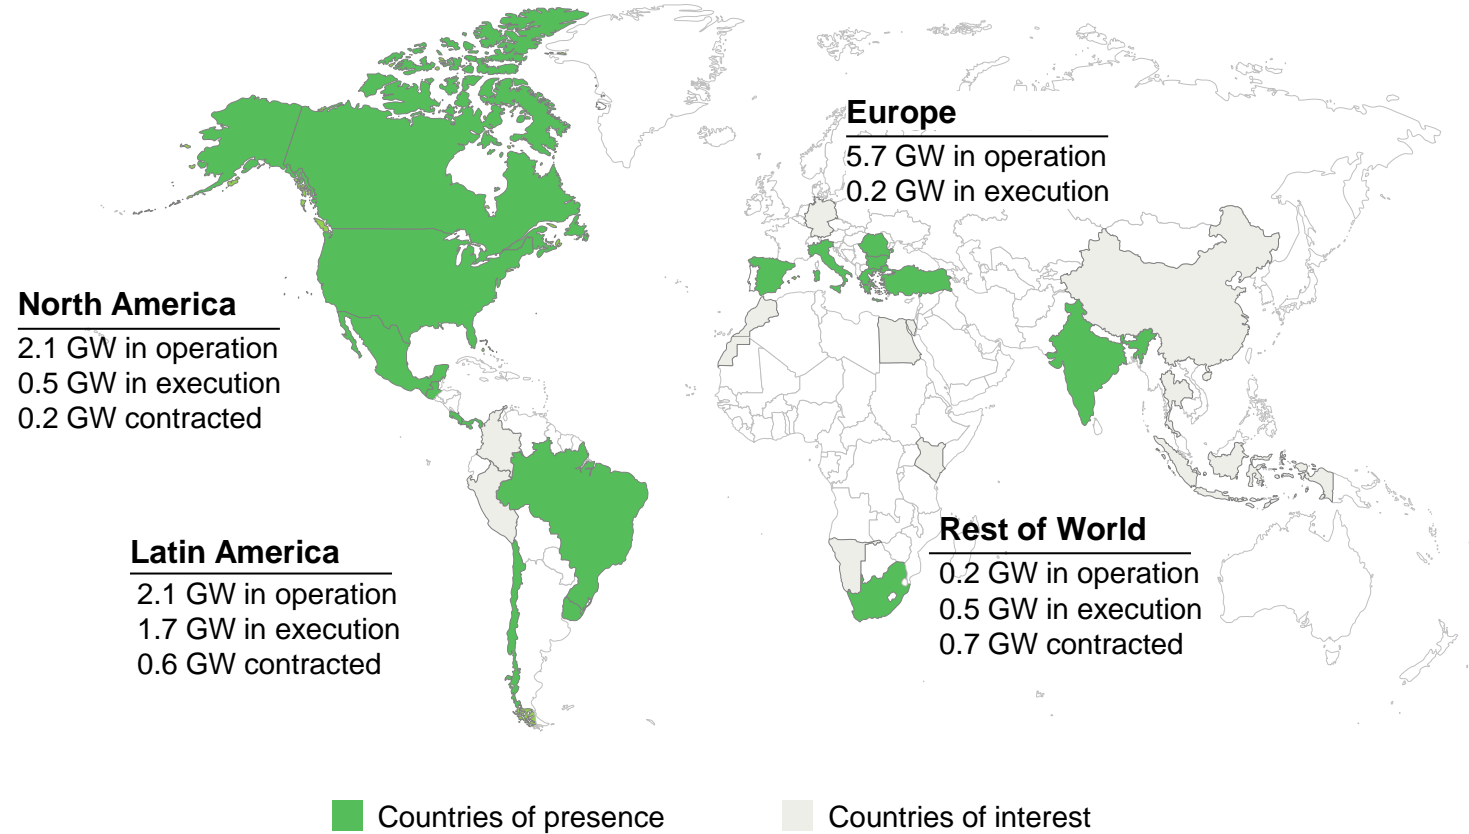 Europe
5.7 GW in operation
0.2 GW in execution
North America
2.1 GW in operation
0.5 GW in execution
0.2 GW contracted
Latin America
2.1 GW in operation
1.7 GW in execution
0.6 GW contracted
Rest of World
0.2 GW in operation
0.5 GW in execution
0.7 GW contracted
Countries of presence
Countries of interest